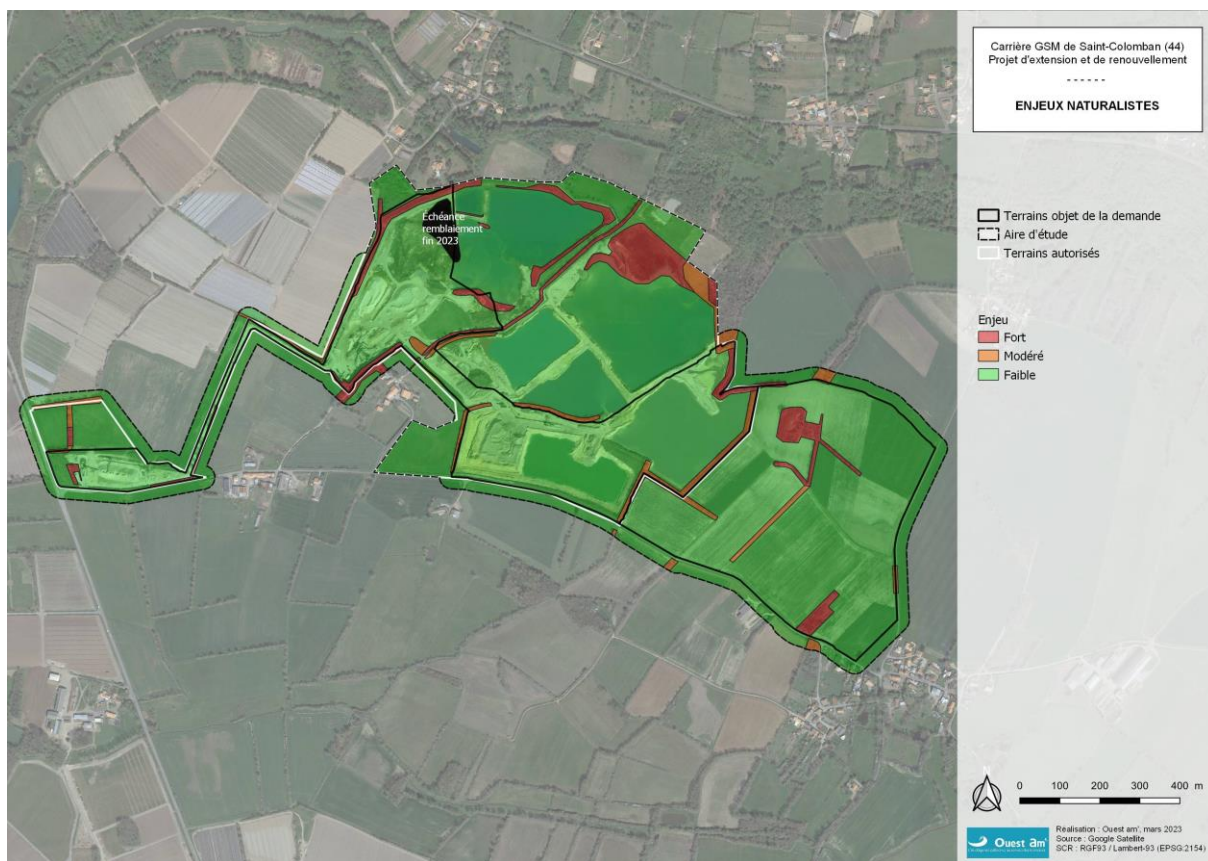 Carrière GSM de Saint-Colomban (44)
Projet d'extension et de renouvellement
- - - - - -
ENJEUX NATURALISTES
Échéance
remblaiement
fin 2023
Terrains objet de la demande
Aire d'étude
Terrains autorisés
Enjeu
Fort
Modéré
Faible
N
0 100 200 300 400 m
Ouest am'
Réalisation : Ouest am', mars 2023
Source : Google Satellite
SCR : RGF93 / Lambert-93 (EPSG:2154)